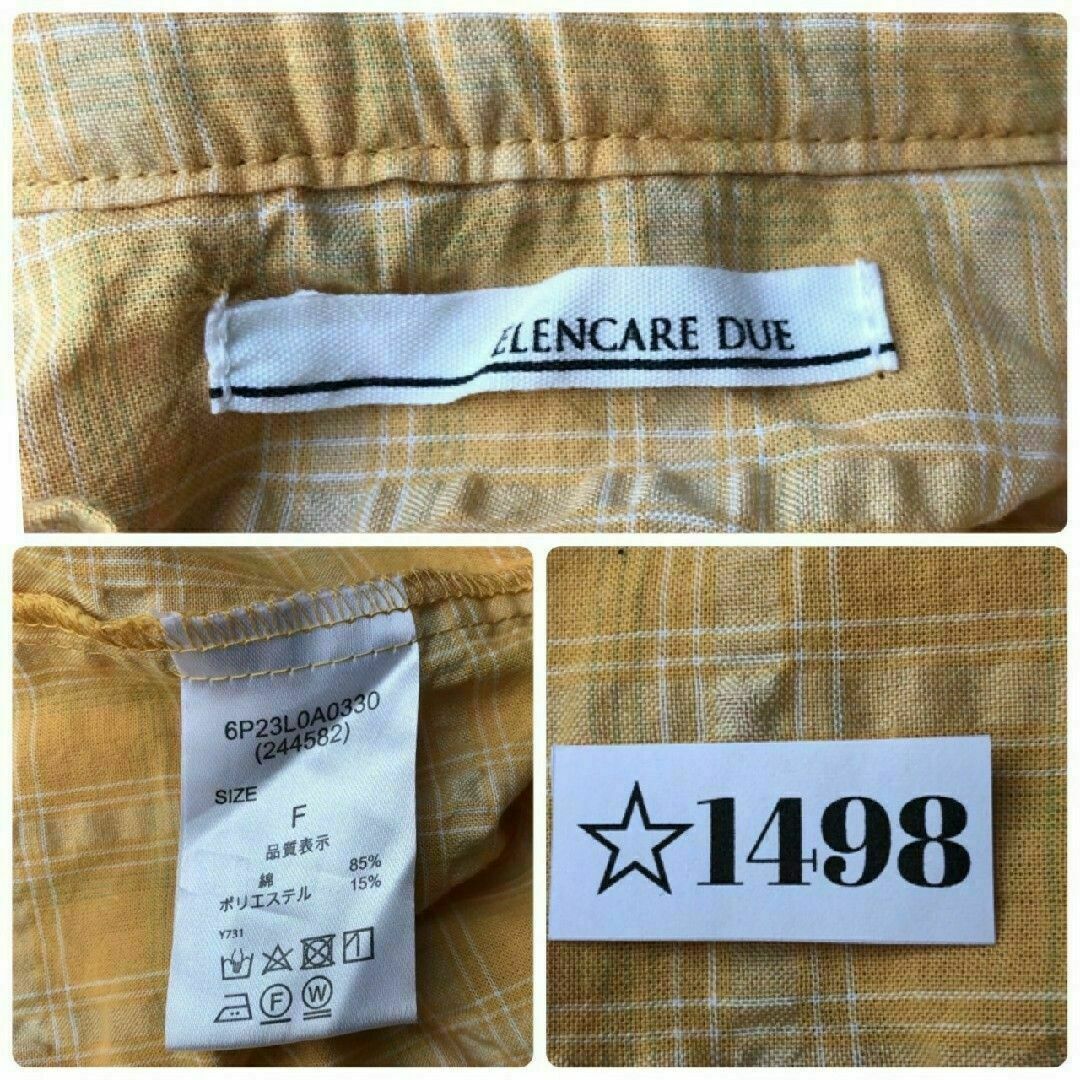 ELENCARE DUE
6P23L0A0330
(244582)
SIZE
F
品質表示
綿 85%
ポリエステル 15%
Y731
F W
☆1498